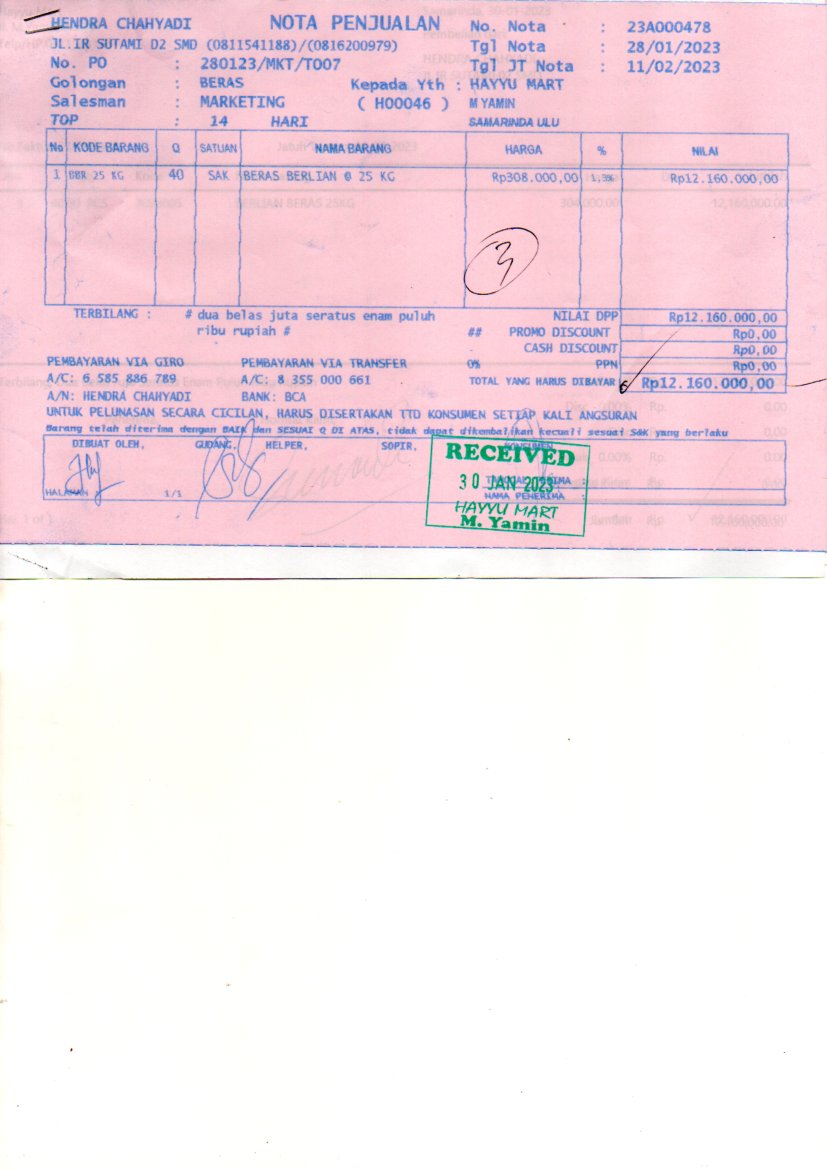 HENDRA CHAHYADI
NOTA PENJUALAN
No. Nota : 23A000478
JL.IR SUTAMI D2 SMD (0811541188)/(0816200979)
Tgl Nota : 28/01/2023
No. PO : 280123/MKT/T007
Tgl JT Nota : 11/02/2023
Golongan : BERAS
Kepada Yth : HAYYU MART
Salesman : MARKETING
( H00046 ) M YAMIN
TOP : 14 HARI
SAMARINDA ULU
No KODE BARANG Q SATUAN NAMA BARANG HARGA % NILAI
1 BBR 25 KG 40 SAK BERAS BERLIAN @ 25 KG Rp308.000,00 1,3% Rp12.160.000,00
3
TERBILANG : # dua belas juta seratus enam puluh
ribu rupiah #
NILAI DPP Rp12.160.000,00
## PROMO DISCOUNT Rp0,00
CASH DISCOUNT Rp0,00
0% PPN Rp0,00
TOTAL YANG HARUS DIBAYAR Rp12.160.000,00
PEMBAYARAN VIA GIRO PEMBAYARAN VIA TRANSFER
A/C: 6 585 886 789 A/C: 8 355 000 661
A/N: HENDRA CHAHYADI BANK: BCA
UNTUK PELUNASAN SECARA CICILAN, HARUS DISERTAKAN TTD KONSUMEN SETIAP KALI ANGSURAN
Barang telah diterima dengan BAIK dan SESUAI Q DI ATAS, tidak dapat dikembalikan kecuali sesuai S&K yang berlaku
DIBUAT OLEH, GUDANG, HELPER, SOPIR, KONSUMEN
RECEIVED
30 JAN 2023
TANGGAL TERIMA :
NAMA PENERIMA :
HAYYU MART
M. Yamin
HALAMAN 1/1